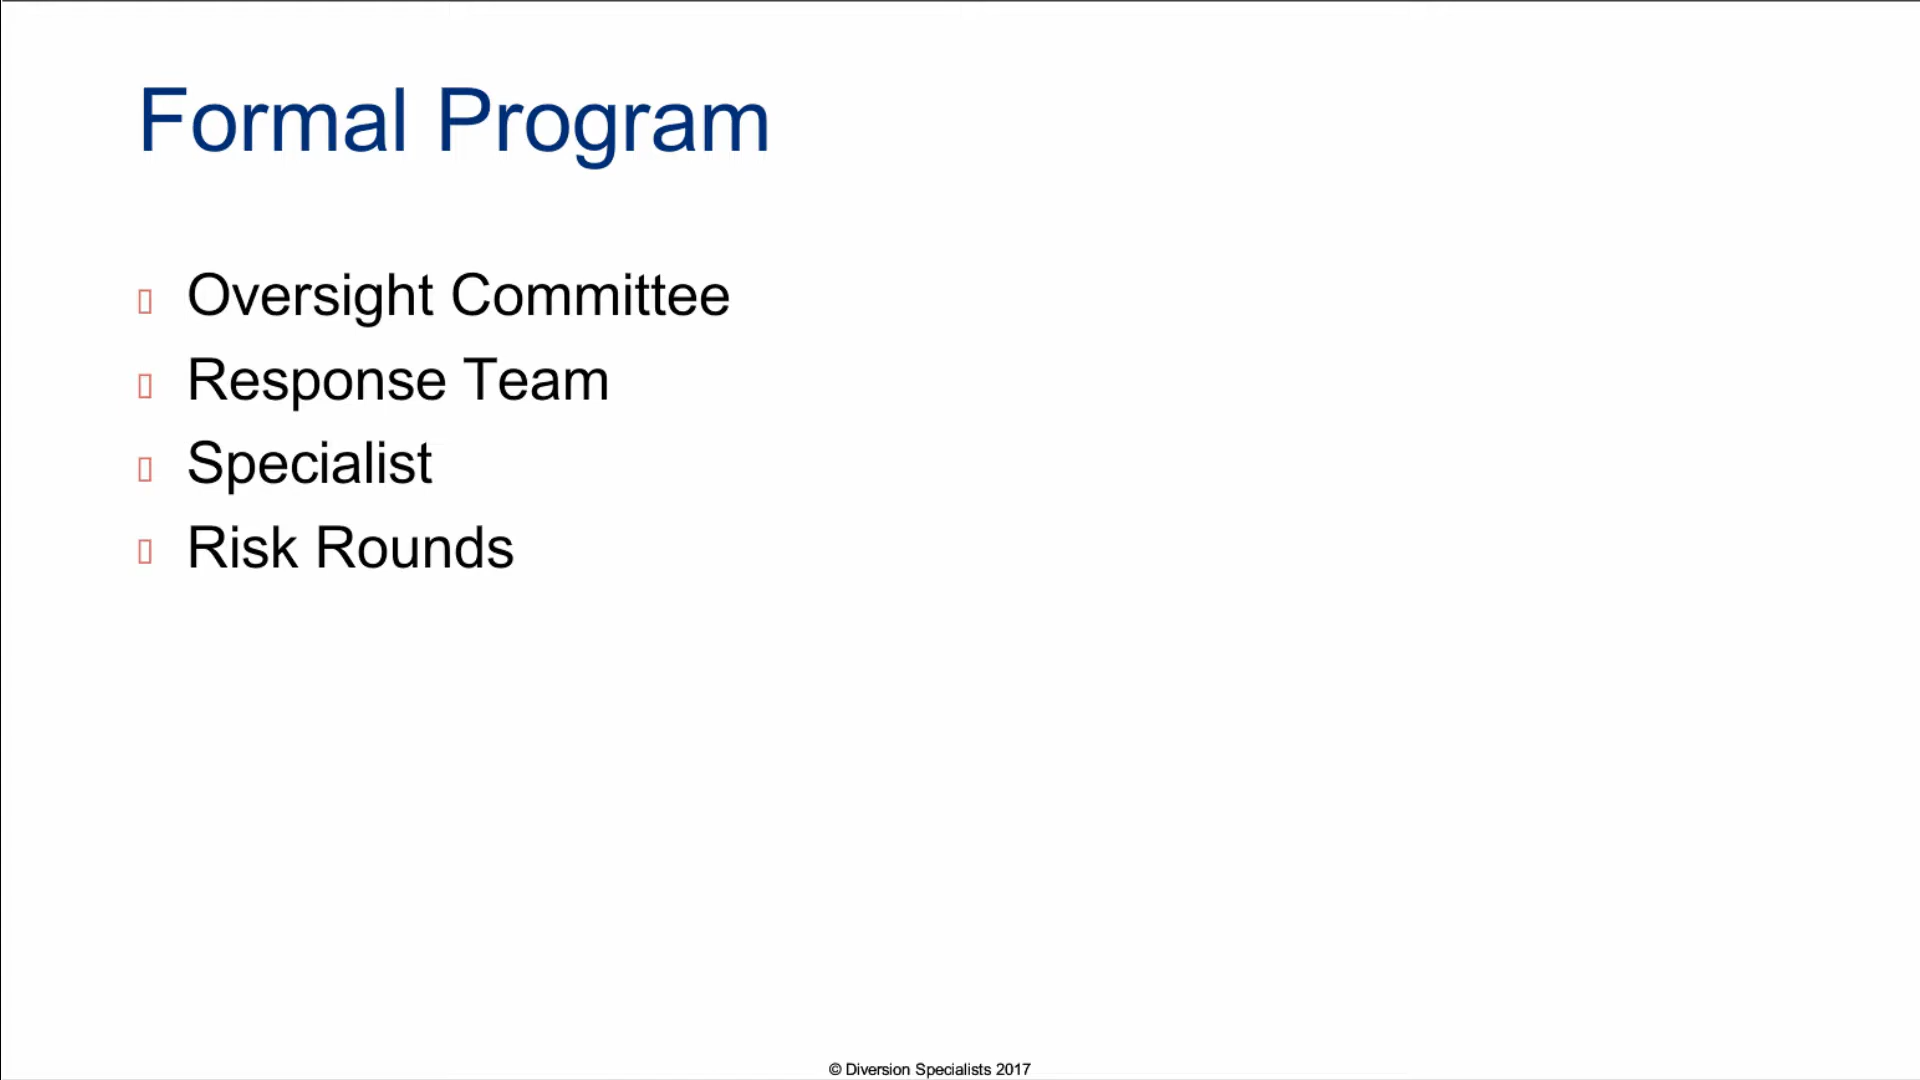 Formal Program
Oversight Committee
Response Team
Specialist
Risk Rounds
© Diversion Specialists 2017